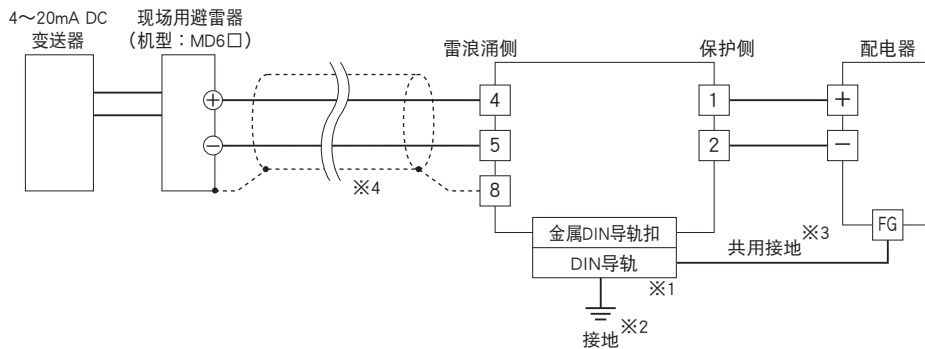 4～20mA DC
变送器
现场用避雷器
（机型：MD6□）
雷浪涌侧
保护侧
配电器
＋
4
1
＋
－
5
2
－
※4
8
金属DIN导轨扣
DIN导轨
※1
FG
共用接地※3
接地※2